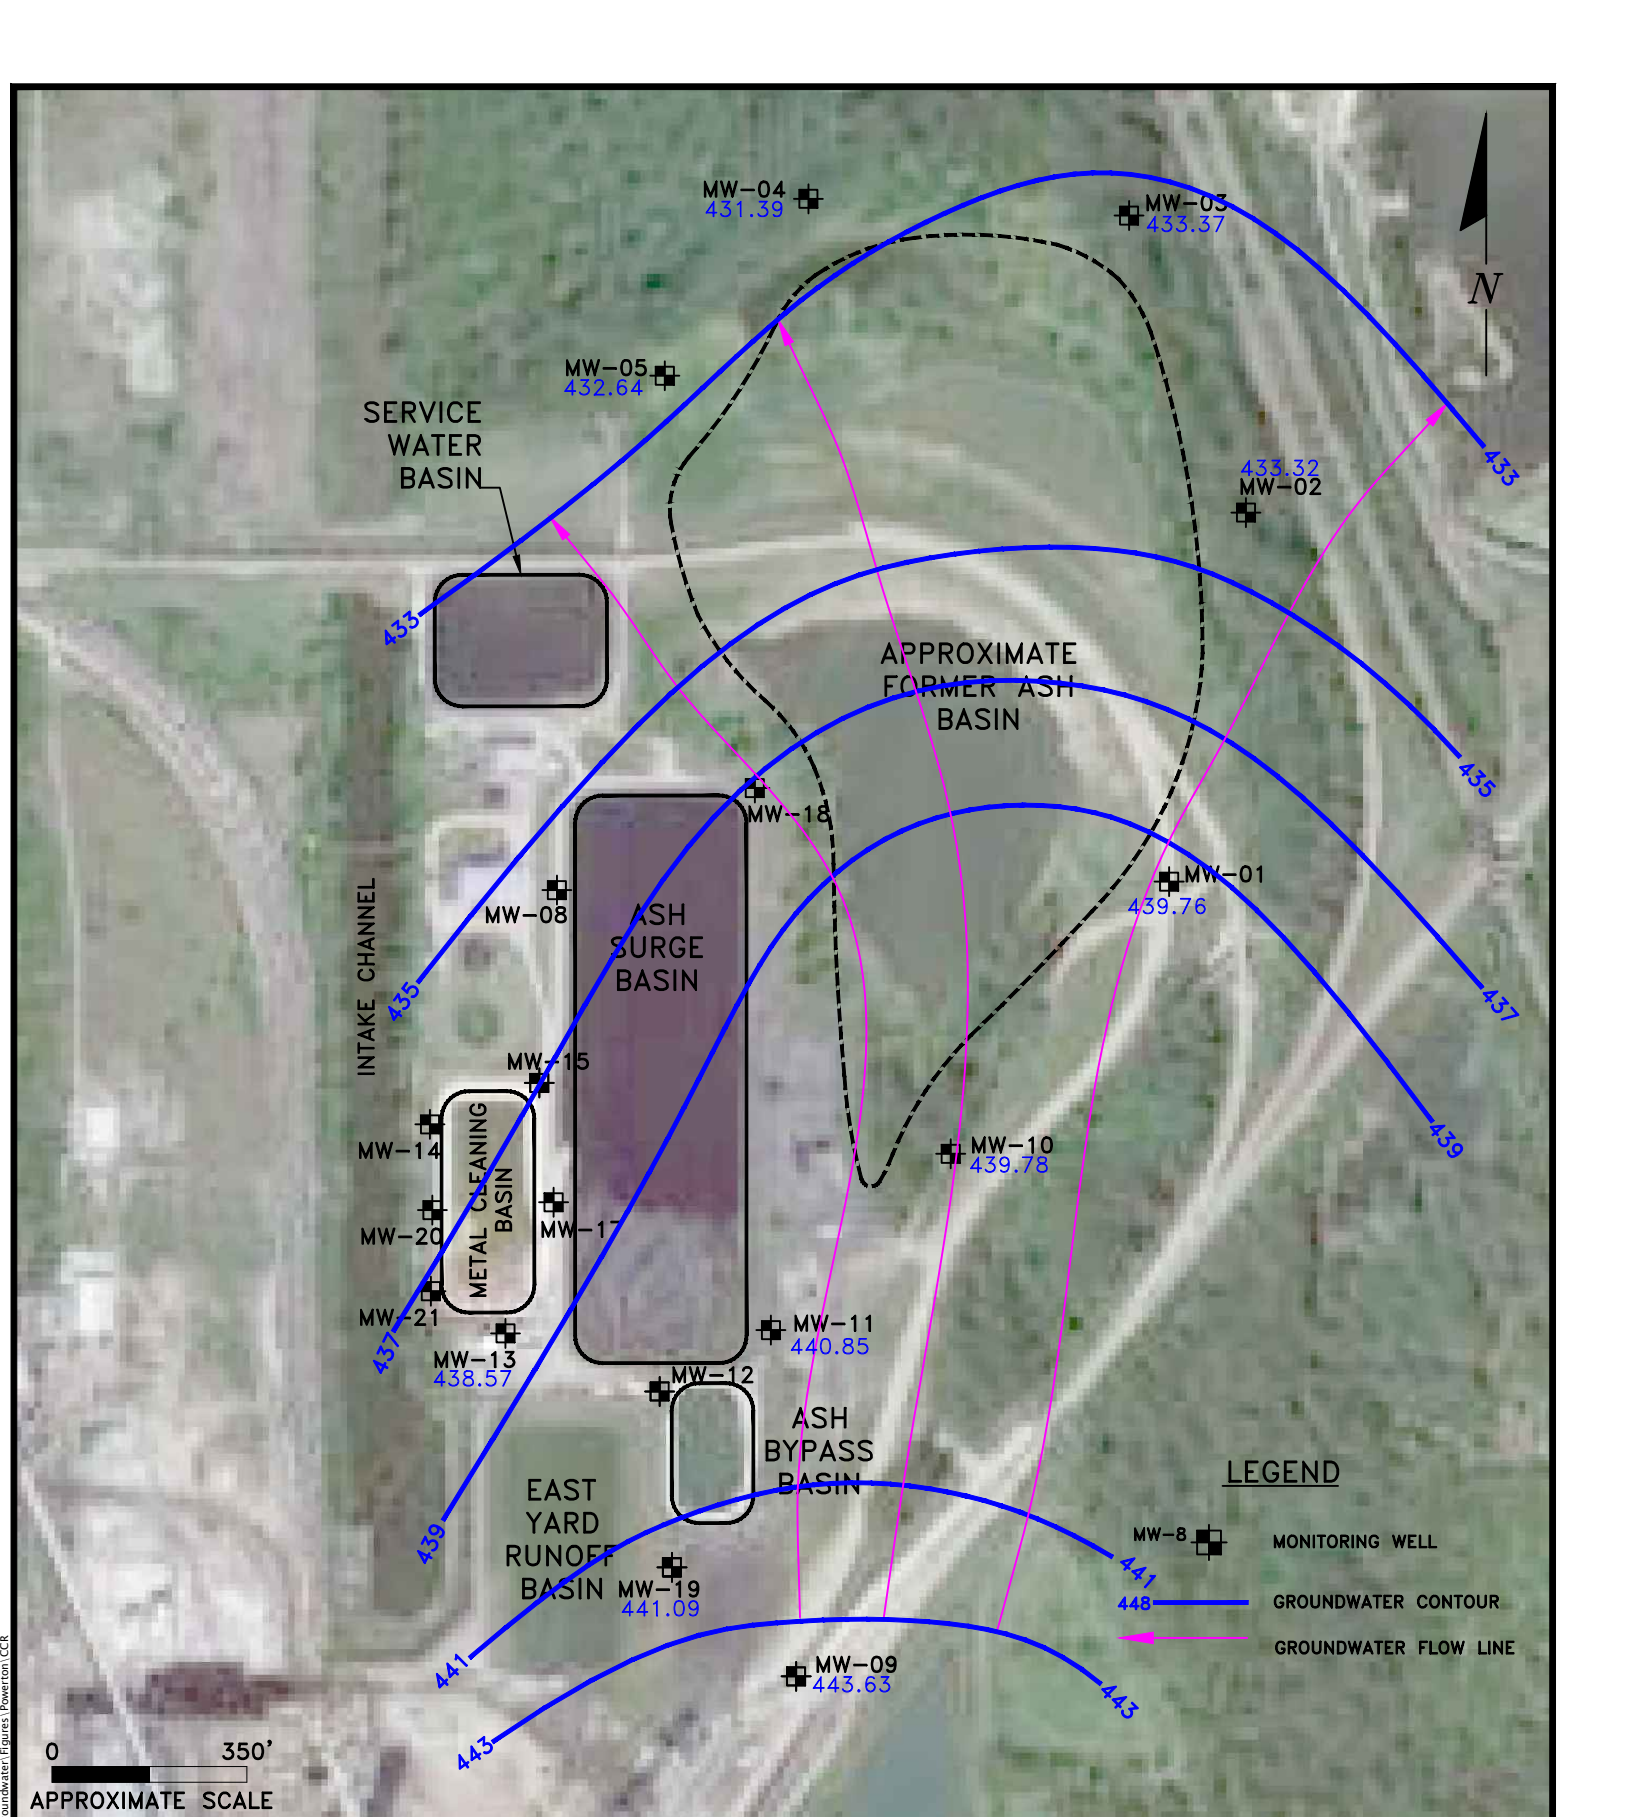 MW-04
431.39
MW-03
433.37
N
MW-05
432.64
SERVICE
WATER
BASIN
433
433.32
MW-02
433
APPROXIMATE
FORMER ASH
BASIN
435
MW-18
MW-08
ASH
SURGE
BASIN
MW-01
439.76
INTAKE CHANNEL
435
437
MW-15
MW-14
METAL CLEANING
BASIN
MW-10
439.78
439
MW-20
MW-17
MW-21
437
MW-13
438.57
MW-11
440.85
MW-12
ASH
BYPASS
BASIN
EAST
YARD
RUNOFF
BASIN
439
LEGEND
MW-8
MONITORING WELL
441
448
GROUNDWATER CONTOUR
GROUNDWATER FLOW LINE
MW-19
441.09
441
MW-09
443.63
443
443
0 350'
APPROXIMATE SCALE
oundwater\Figures\Powerton\CCR